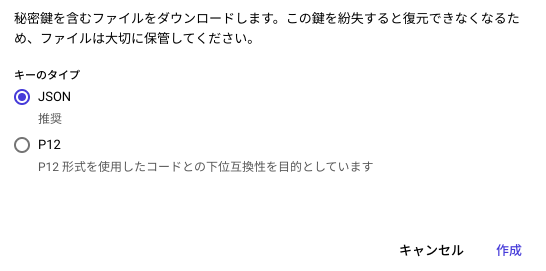 秘密鍵を含むファイルをダウンロードします。この鍵を紛失すると復元できなくなるた
め、ファイルは大切に保管してください。
キーのタイプ
JSON
推奨
P12
P12 形式を使用したコードとの下位互換性を目的としています
キャンセル 作成